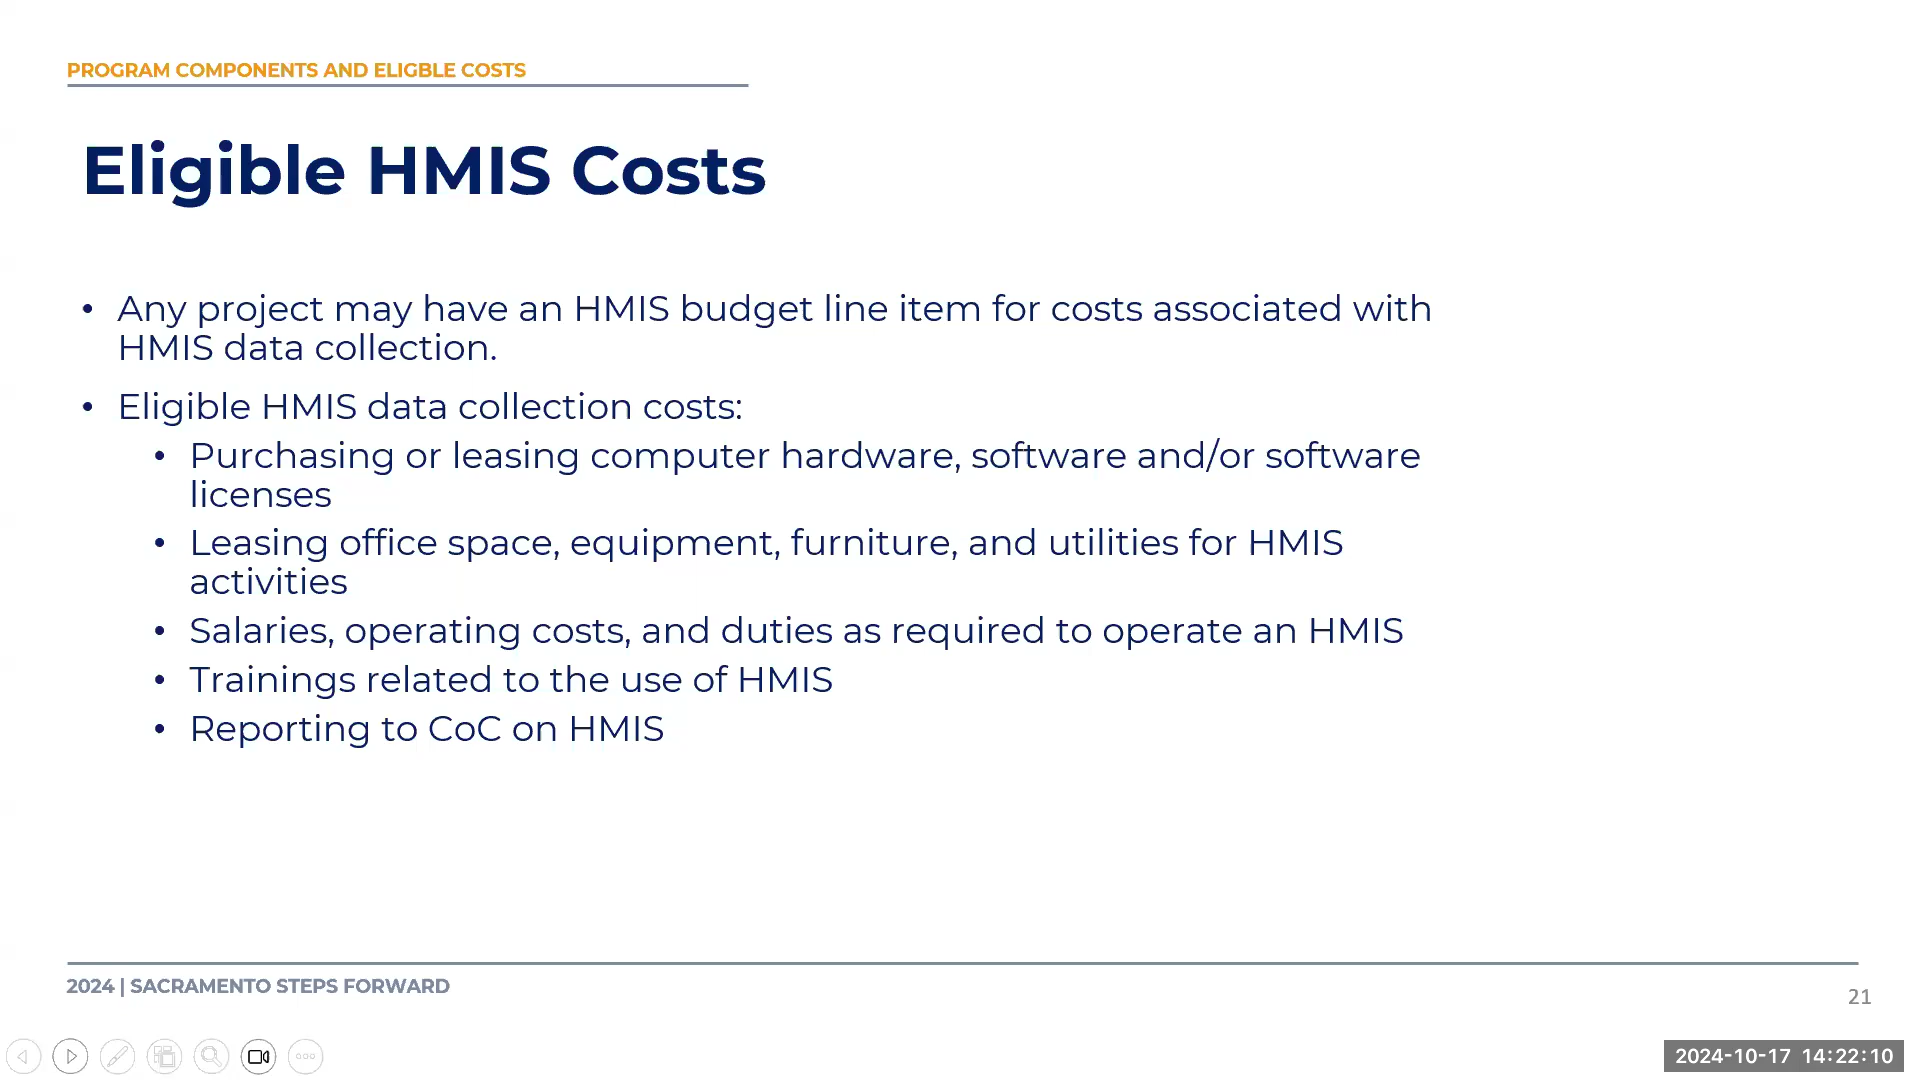 PROGRAM COMPONENTS AND ELIGBLE COSTS
Eligible HMIS Costs
• Any project may have an HMIS budget line item for costs associated with
HMIS data collection.
• Eligible HMIS data collection costs:
• Purchasing or leasing computer hardware, software and/or software
licenses
• Leasing office space, equipment, furniture, and utilities for HMIS
activities
• Salaries, operating costs, and duties as required to operate an HMIS
• Trainings related to the use of HMIS
• Reporting to CoC on HMIS
2024 | SACRAMENTO STEPS FORWARD
21
2024-10-17 14:22:10